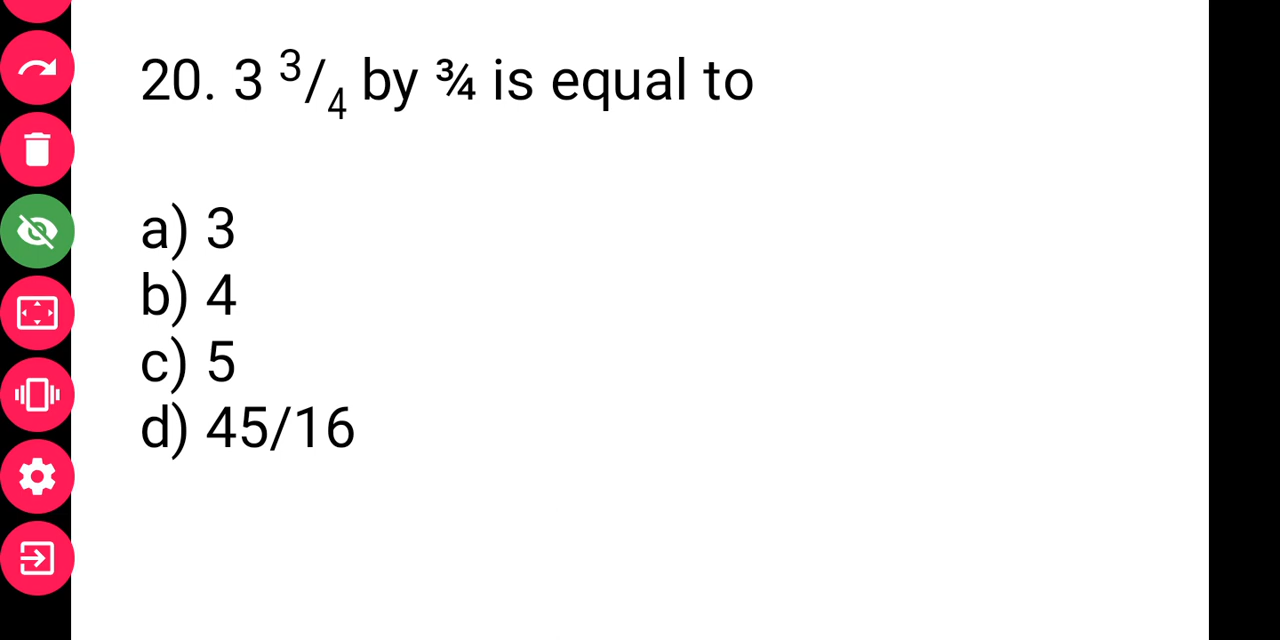 20. 3 ³/₄ by ¾ is equal to
a) 3
b) 4
c) 5
d) 45/16